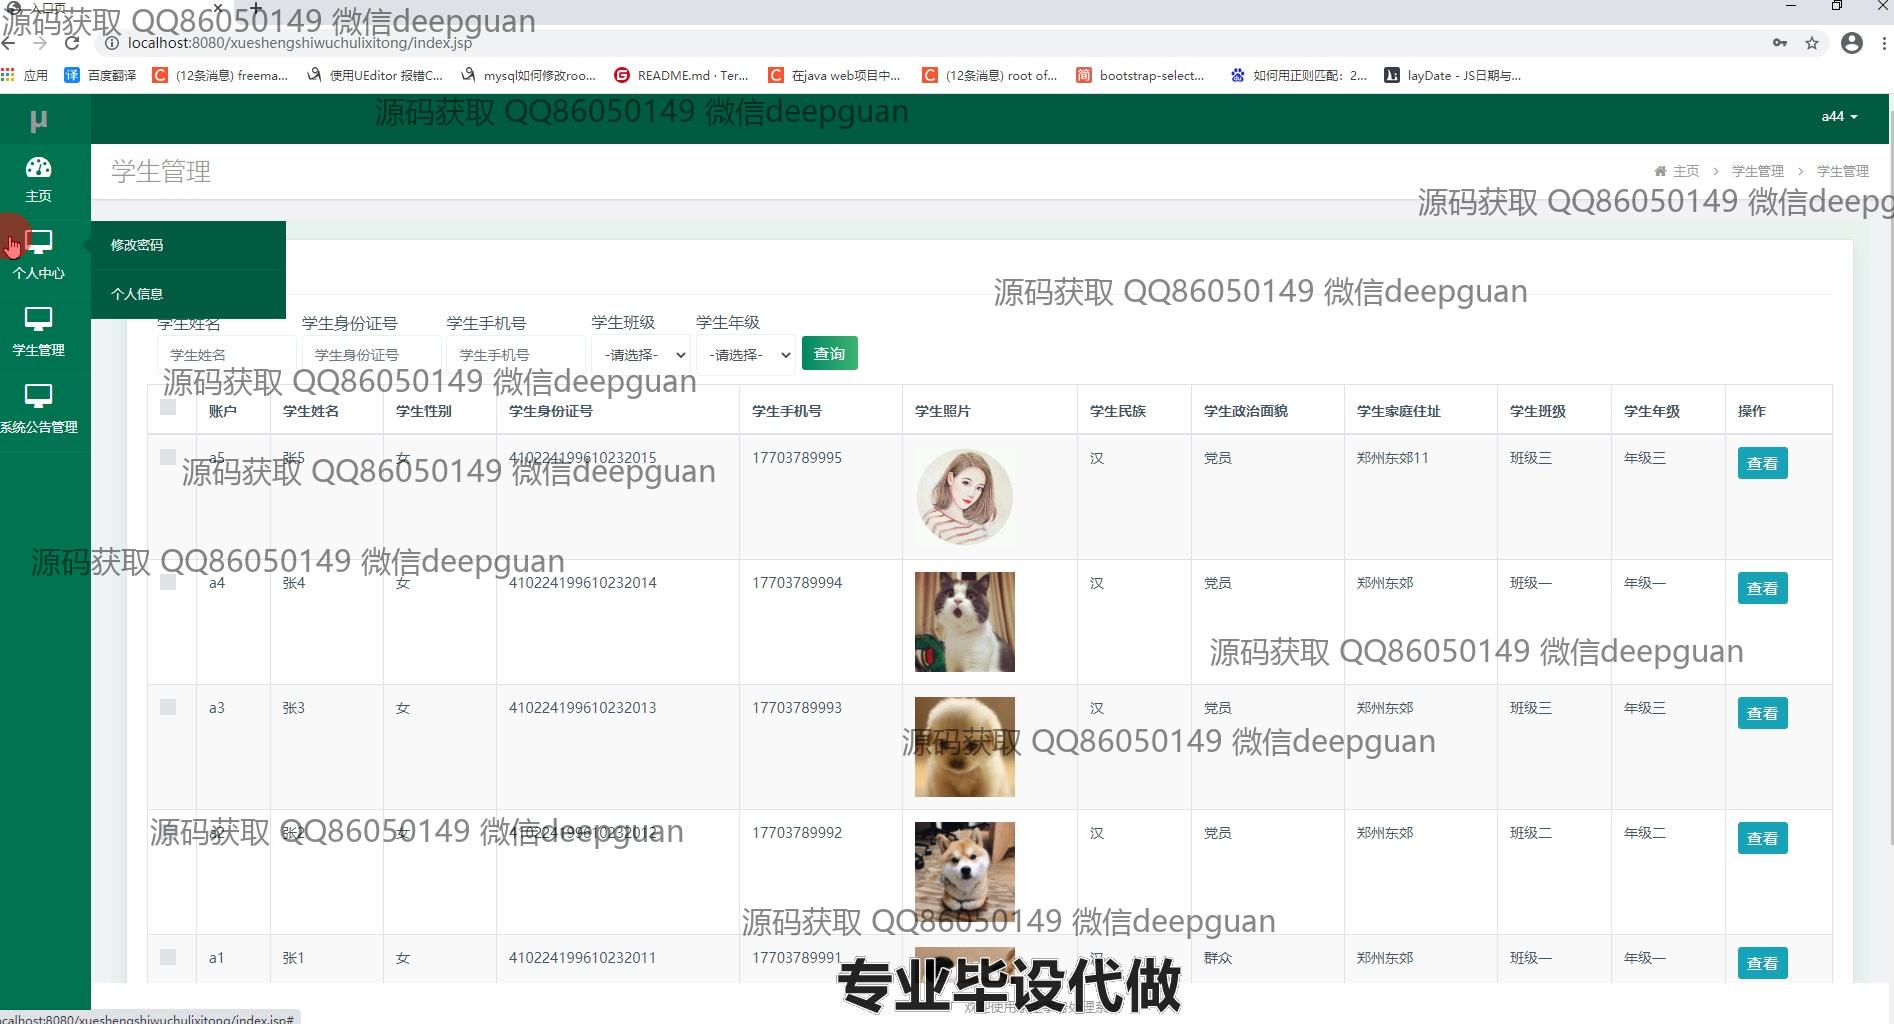 入口页
源码获取 QQ86050149 微信deepguan
localhost:8080/xueshengshiwuchulixitong/index.jsp
应用 百度翻译 (12条消息) freema... 使用UEditor 报错C... mysql如何修改roo... README.md · Ter... 在java web项目中... (12条消息) root of... bootstrap-select... 如何用正则匹配：2... layDate - JS日期与...
μ
源码获取 QQ86050149 微信deepguan
a44
主页
学生管理
主页 > 学生管理 > 学生管理
源码获取 QQ86050149 微信deepg
个人中心
修改密码
个人信息
学生管理
系统公告管理
源码获取 QQ86050149 微信deepguan
学生姓名 学生身份证号 学生手机号 学生班级 学生年级
学生姓名 学生身份证号 学生手机号 -请选择- -请选择- 查询
源码获取 QQ86050149 微信deepguan
账户 学生姓名 学生性别 学生身份证号 学生手机号 学生照片 学生民族 学生政治面貌 学生家庭住址 学生班级 学生年级 操作
a5 张5 女 410224199610232015 17703789995 汉 党员 郑州东郊11 班级三 年级三 查看
源码获取 QQ86050149 微信deepguan
源码获取 QQ86050149 微信deepguan
a4 张4 女 410224199610232014 17703789994 汉 党员 郑州东郊 班级一 年级一 查看
源码获取 QQ86050149 微信deepguan
a3 张3 女 410224199610232013 17703789993 汉 党员 郑州东郊 班级三 年级三 查看
源码获取 QQ86050149 微信deepguan
a2 张2 女 410224199610232012 17703789992 汉 党员 郑州东郊 班级二 年级二 查看
源码获取 QQ86050149 微信deepguan
源码获取 QQ86050149 微信deepguan
a1 张1 女 410224199610232011 17703789991 汉 群众 郑州东郊 班级一 年级一 查看
专业毕设代做
ocalhost:8080/xueshengshiwuchulixitong/index.jsp#